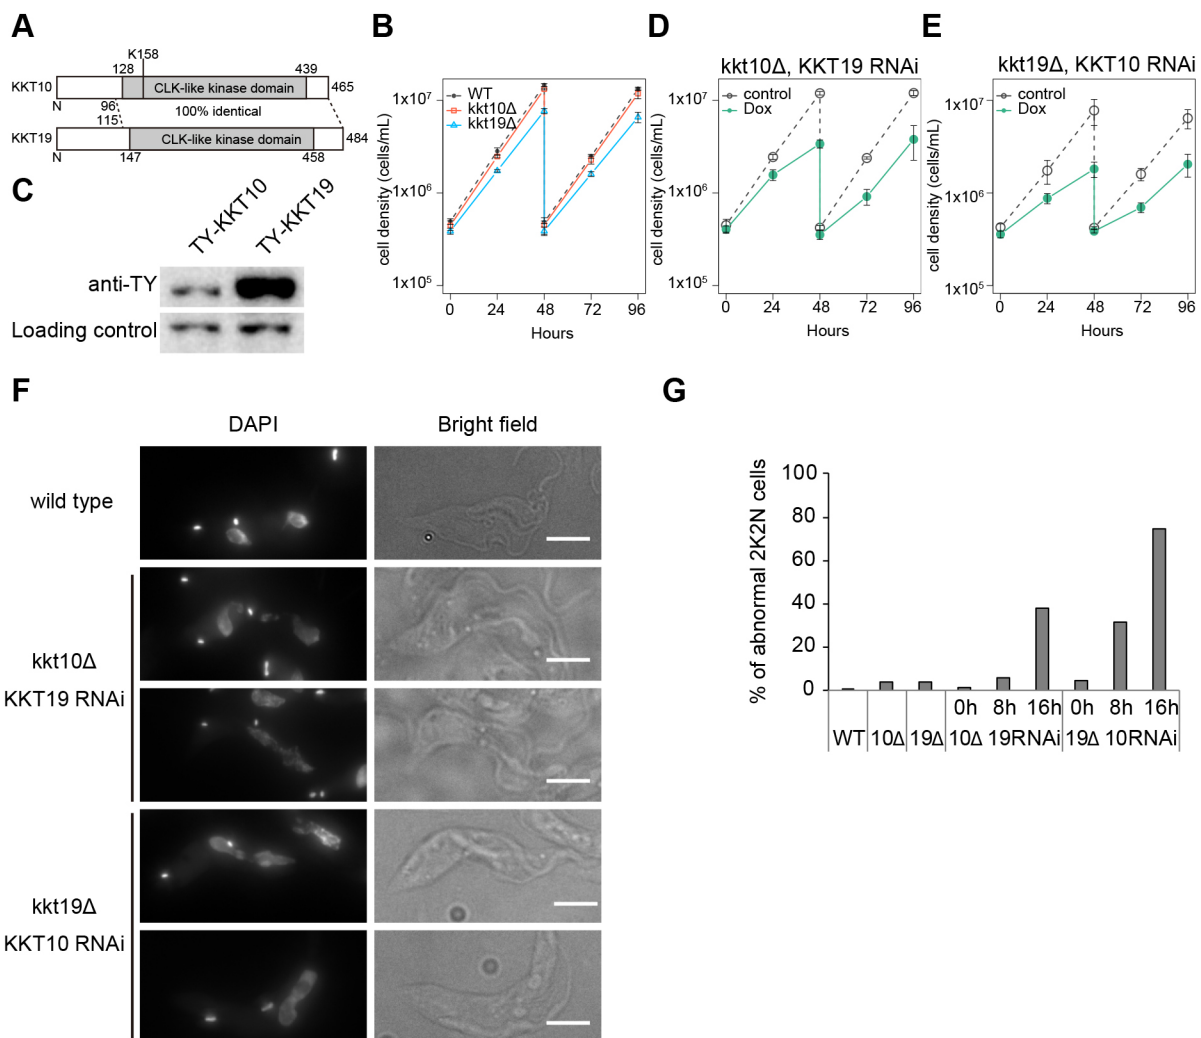 A
K158
128
439
KKT10
CLK-like kinase domain
465
N
96
100% identical
115
KKT19
CLK-like kinase domain
484
N
147
458
B
cell density (cells/mL)
1x10⁷
1x10⁶
1x10⁵
WT
kkt10Δ
kkt19Δ
0 24 48 72 96
Hours
C
TY-KKT10
TY-KKT19
anti-TY
Loading control
D
kkt10Δ, KKT19 RNAi
cell density (cells/mL)
1x10⁷
1x10⁶
1x10⁵
control
Dox
0 24 48 72 96
Hours
E
kkt19Δ, KKT10 RNAi
cell density (cells/mL)
1x10⁷
1x10⁶
1x10⁵
control
Dox
0 24 48 72 96
Hours
F
DAPI
Bright field
wild type
kkt10Δ
KKT19 RNAi
kkt19Δ
KKT10 RNAi
G
% of abnormal 2K2N cells
100
80
60
40
20
0
0h 8h 16h 0h 8h 16h
WT 10Δ 19Δ 10Δ 19RNAi 19Δ 10RNAi